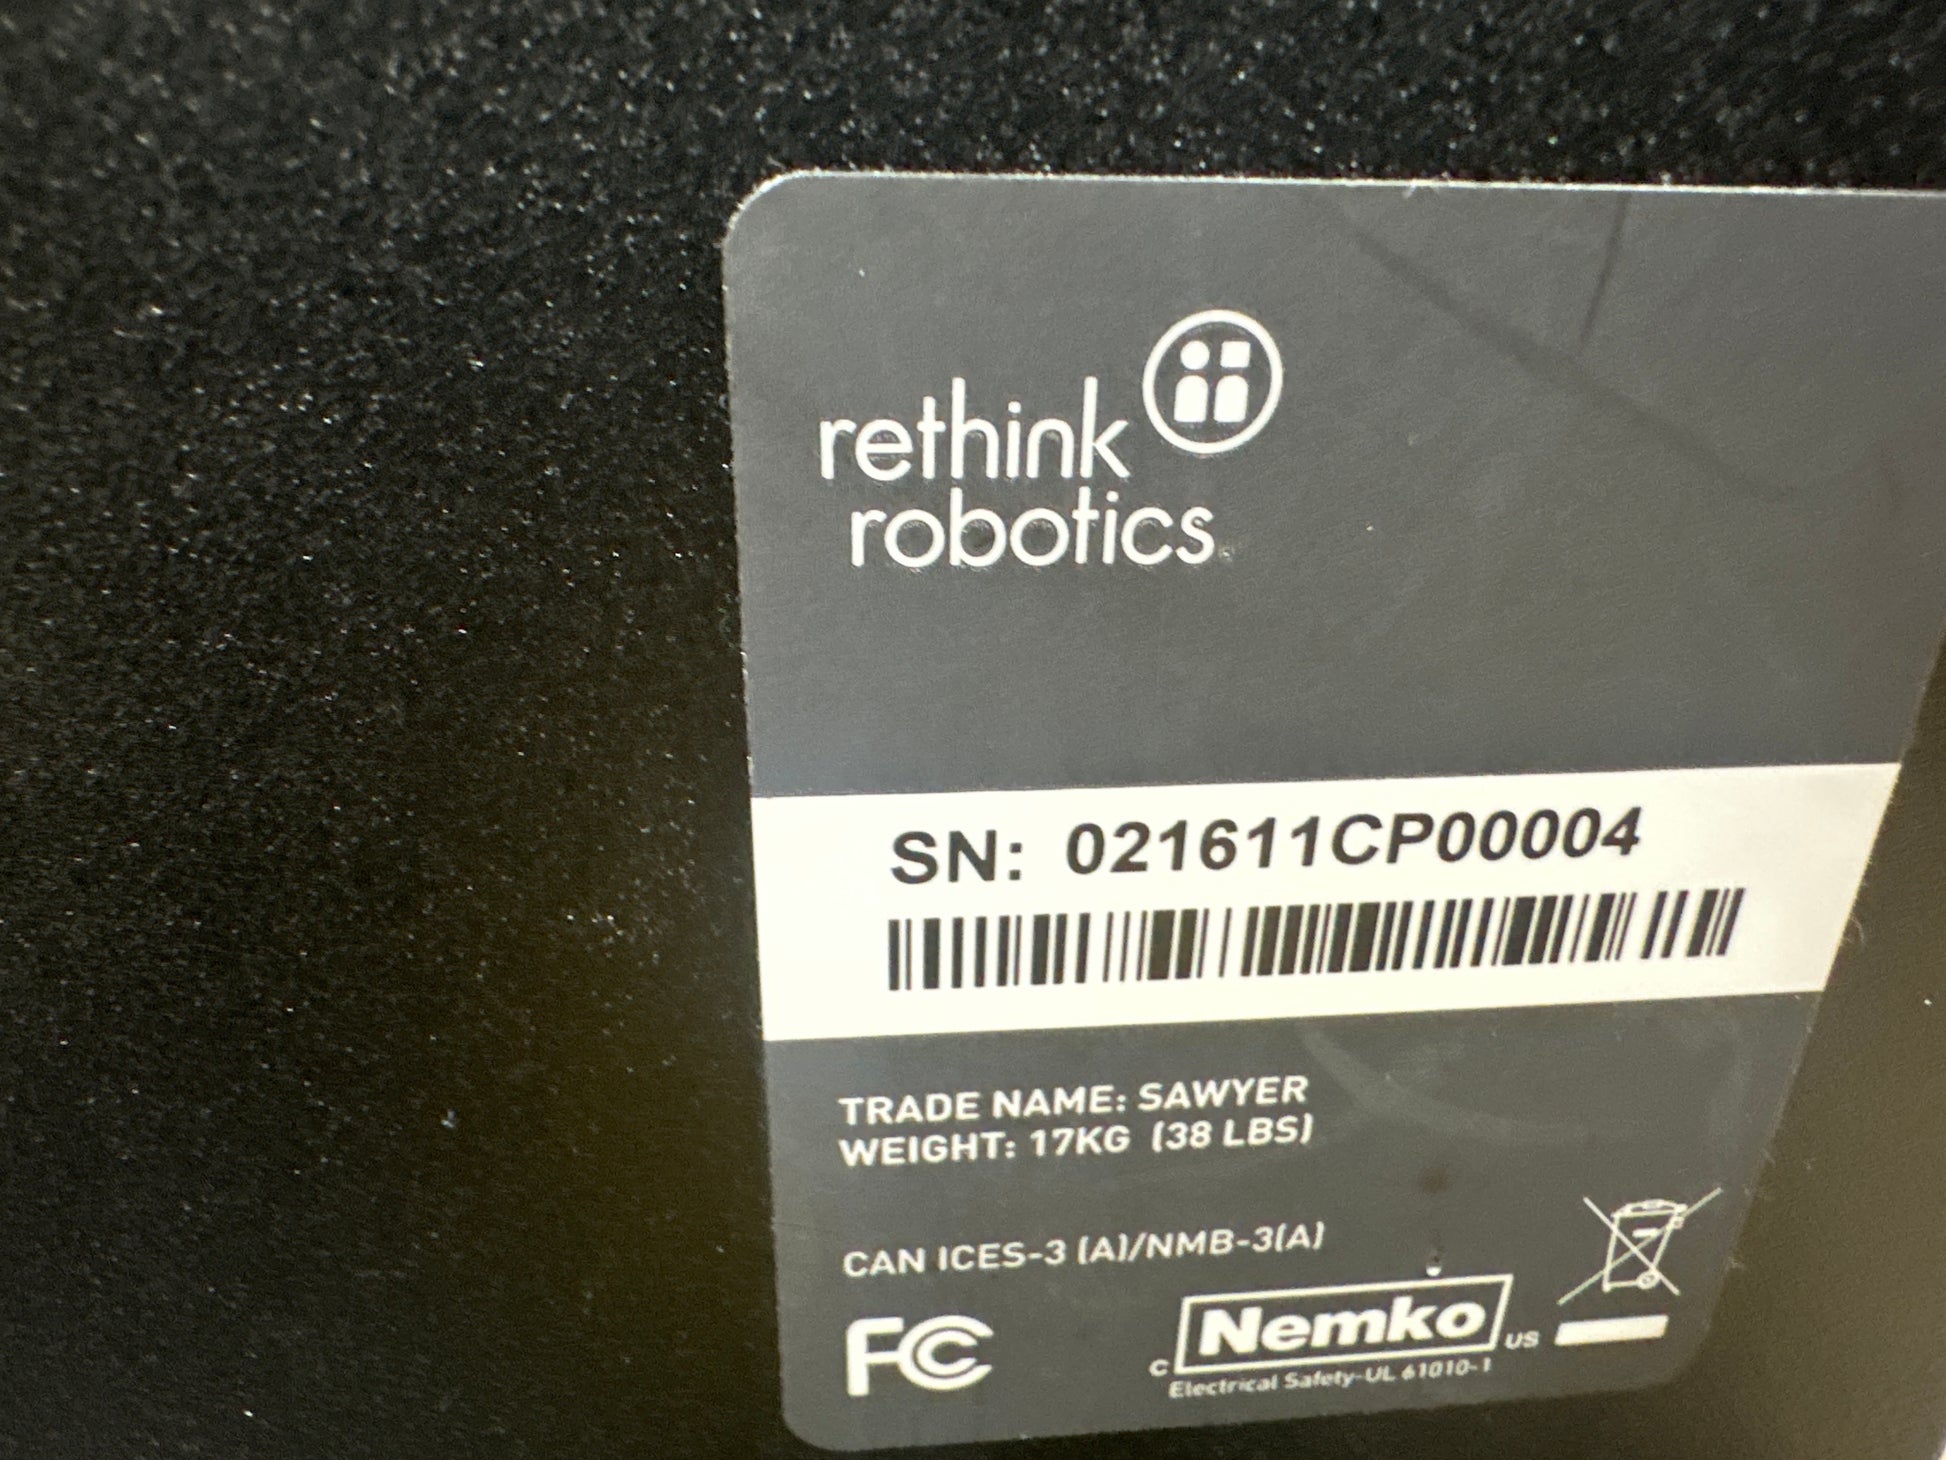 rethink
robotics
SN: 021611CP00004
TRADE NAME: SAWYER
WEIGHT: 17KG (38 LBS)
CAN ICES-3 (A)/NMB-3(A)
FC
C Nemko US
Electrical Safety-UL 61010-1